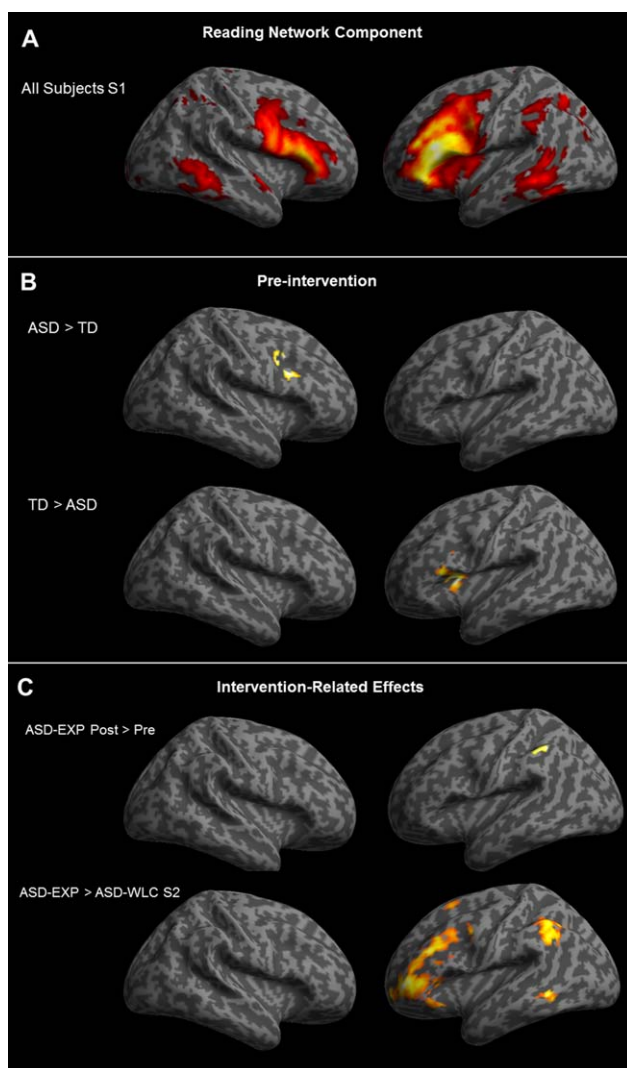 A
Reading Network Component
All Subjects S1
B
Pre-intervention
ASD > TD
TD > ASD
C
Intervention-Related Effects
ASD-EXP Post > Pre
ASD-EXP > ASD-WLC S2